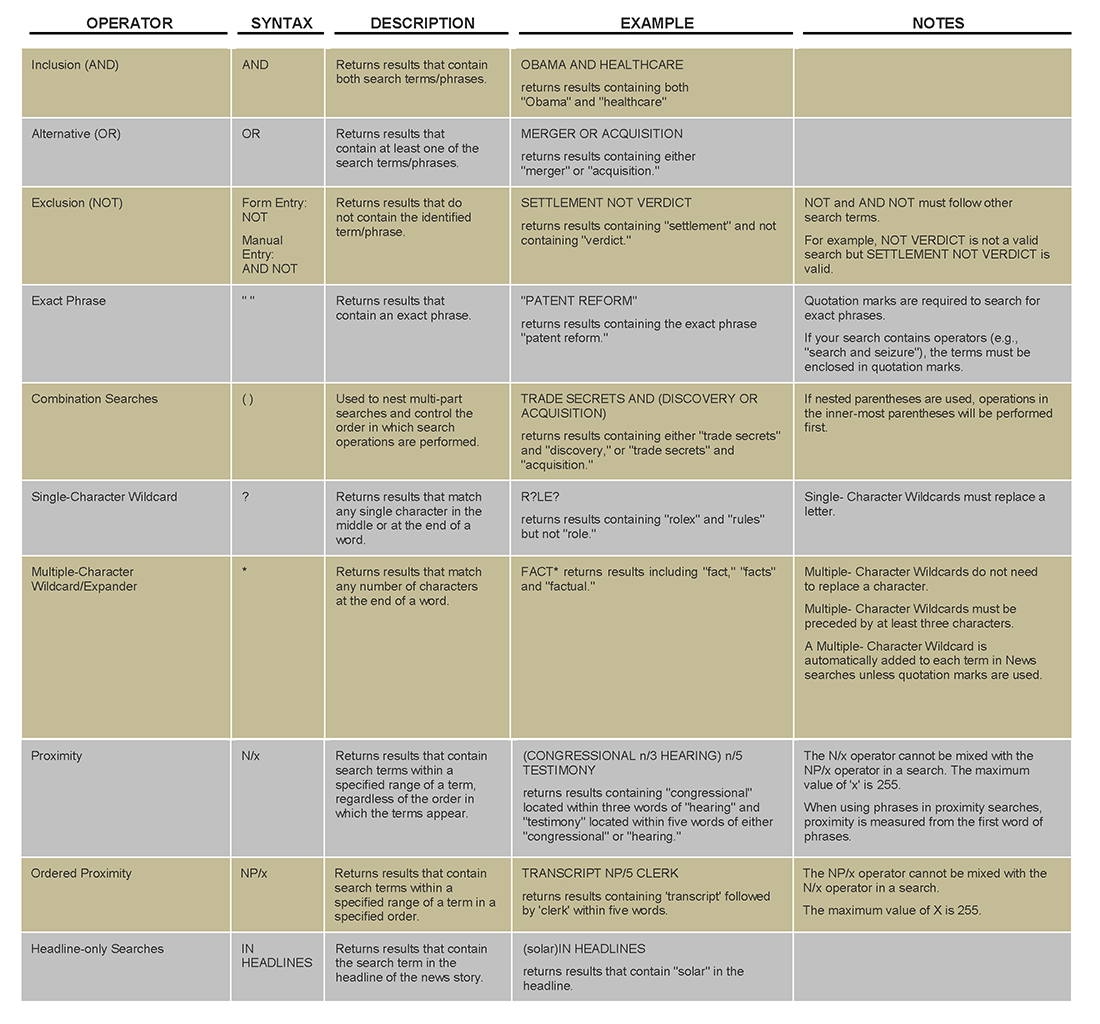 OPERATOR SYNTAX DESCRIPTION EXAMPLE NOTES
Inclusion (AND)
AND
Returns results that contain
both search terms/phrases.
OBAMA AND HEALTHCARE
returns results containing both
"Obama" and "healthcare"
Alternative (OR)
OR
Returns results that
contain at least one of the
search terms/phrases.
MERGER OR ACQUISITION
returns results containing either
"merger" or "acquisition."
Exclusion (NOT)
Form Entry:
NOT
Manual
Entry:
AND NOT
Returns results that do
not contain the identified
term/phrase.
SETTLEMENT NOT VERDICT
returns results containing "settlement" and not
containing "verdict."
NOT and AND NOT must follow other
search terms.
For example, NOT VERDICT is not a valid
search but SETTLEMENT NOT VERDICT is
valid.
Exact Phrase
" "
Returns results that
contain an exact phrase.
"PATENT REFORM"
returns results containing the exact phrase
"patent reform."
Quotation marks are required to search for
exact phrases.
If your search contains operators (e.g.,
"search and seizure"), the terms must be
enclosed in quotation marks.
Combination Searches
( )
Used to nest multi-part
searches and control the
order in which search
operations are performed.
TRADE SECRETS AND (DISCOVERY OR
ACQUISITION)
returns results containing either "trade secrets"
and "discovery," or "trade secrets" and
"acquisition."
If nested parentheses are used, operations in
the inner-most parentheses will be performed
first.
Single-Character Wildcard
?
Returns results that match
any single character in the
middle or at the end of a
word.
R?LE?
returns results containing "rolex" and "rules"
but not "role."
Single- Character Wildcards must replace a
letter.
Multiple-Character
Wildcard/Expander
*
Returns results that match
any number of characters
at the end of a word.
FACT* returns results including "fact," "facts"
and "factual."
Multiple- Character Wildcards do not need
to replace a character.
Multiple- Character Wildcards must be
preceded by at least three characters.
A Multiple- Character Wildcard is
automatically added to each term in News
searches unless quotation marks are used.
Proximity
N/x
Returns results that contain
search terms within a
specified range of a term,
regardless of the order in
which the terms appear.
(CONGRESSIONAL n/3 HEARING) n/5
TESTIMONY
returns results containing "congressional"
located within three words of "hearing" and
"testimony" located within five words of either
"congressional" or "hearing."
The N/x operator cannot be mixed with the
NP/x operator in a search. The maximum
value of 'x' is 255.
When using phrases in proximity searches,
proximity is measured from the first word of
phrases.
Ordered Proximity
NP/x
Returns results that contain
search terms within a
specified range of a term in a
specified order.
TRANSCRIPT NP/5 CLERK
returns results containing 'transcript' followed
by 'clerk' within five words.
The NP/x operator cannot be mixed with the
N/x operator in a search.
The maximum value of X is 255.
Headline-only Searches
IN
HEADLINES
Returns results that contain
the search term in the
headline of the news story.
(solar)IN HEADLINES
returns results that contain "solar" in the
headline.